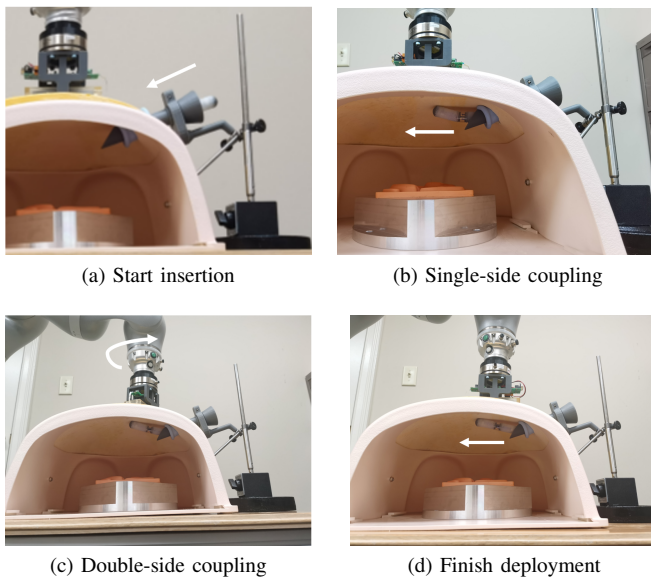 (a) Start insertion
(b) Single-side coupling
(c) Double-side coupling
(d) Finish deployment